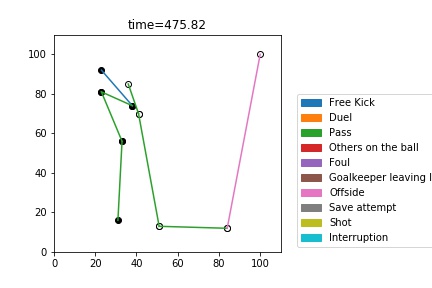 time=475.82
100
80
60
40
20
0
0 20 40 60 80 100
Free Kick
Duel
Pass
Others on the ball
Foul
Goalkeeper leaving l
Offside
Save attempt
Shot
Interruption